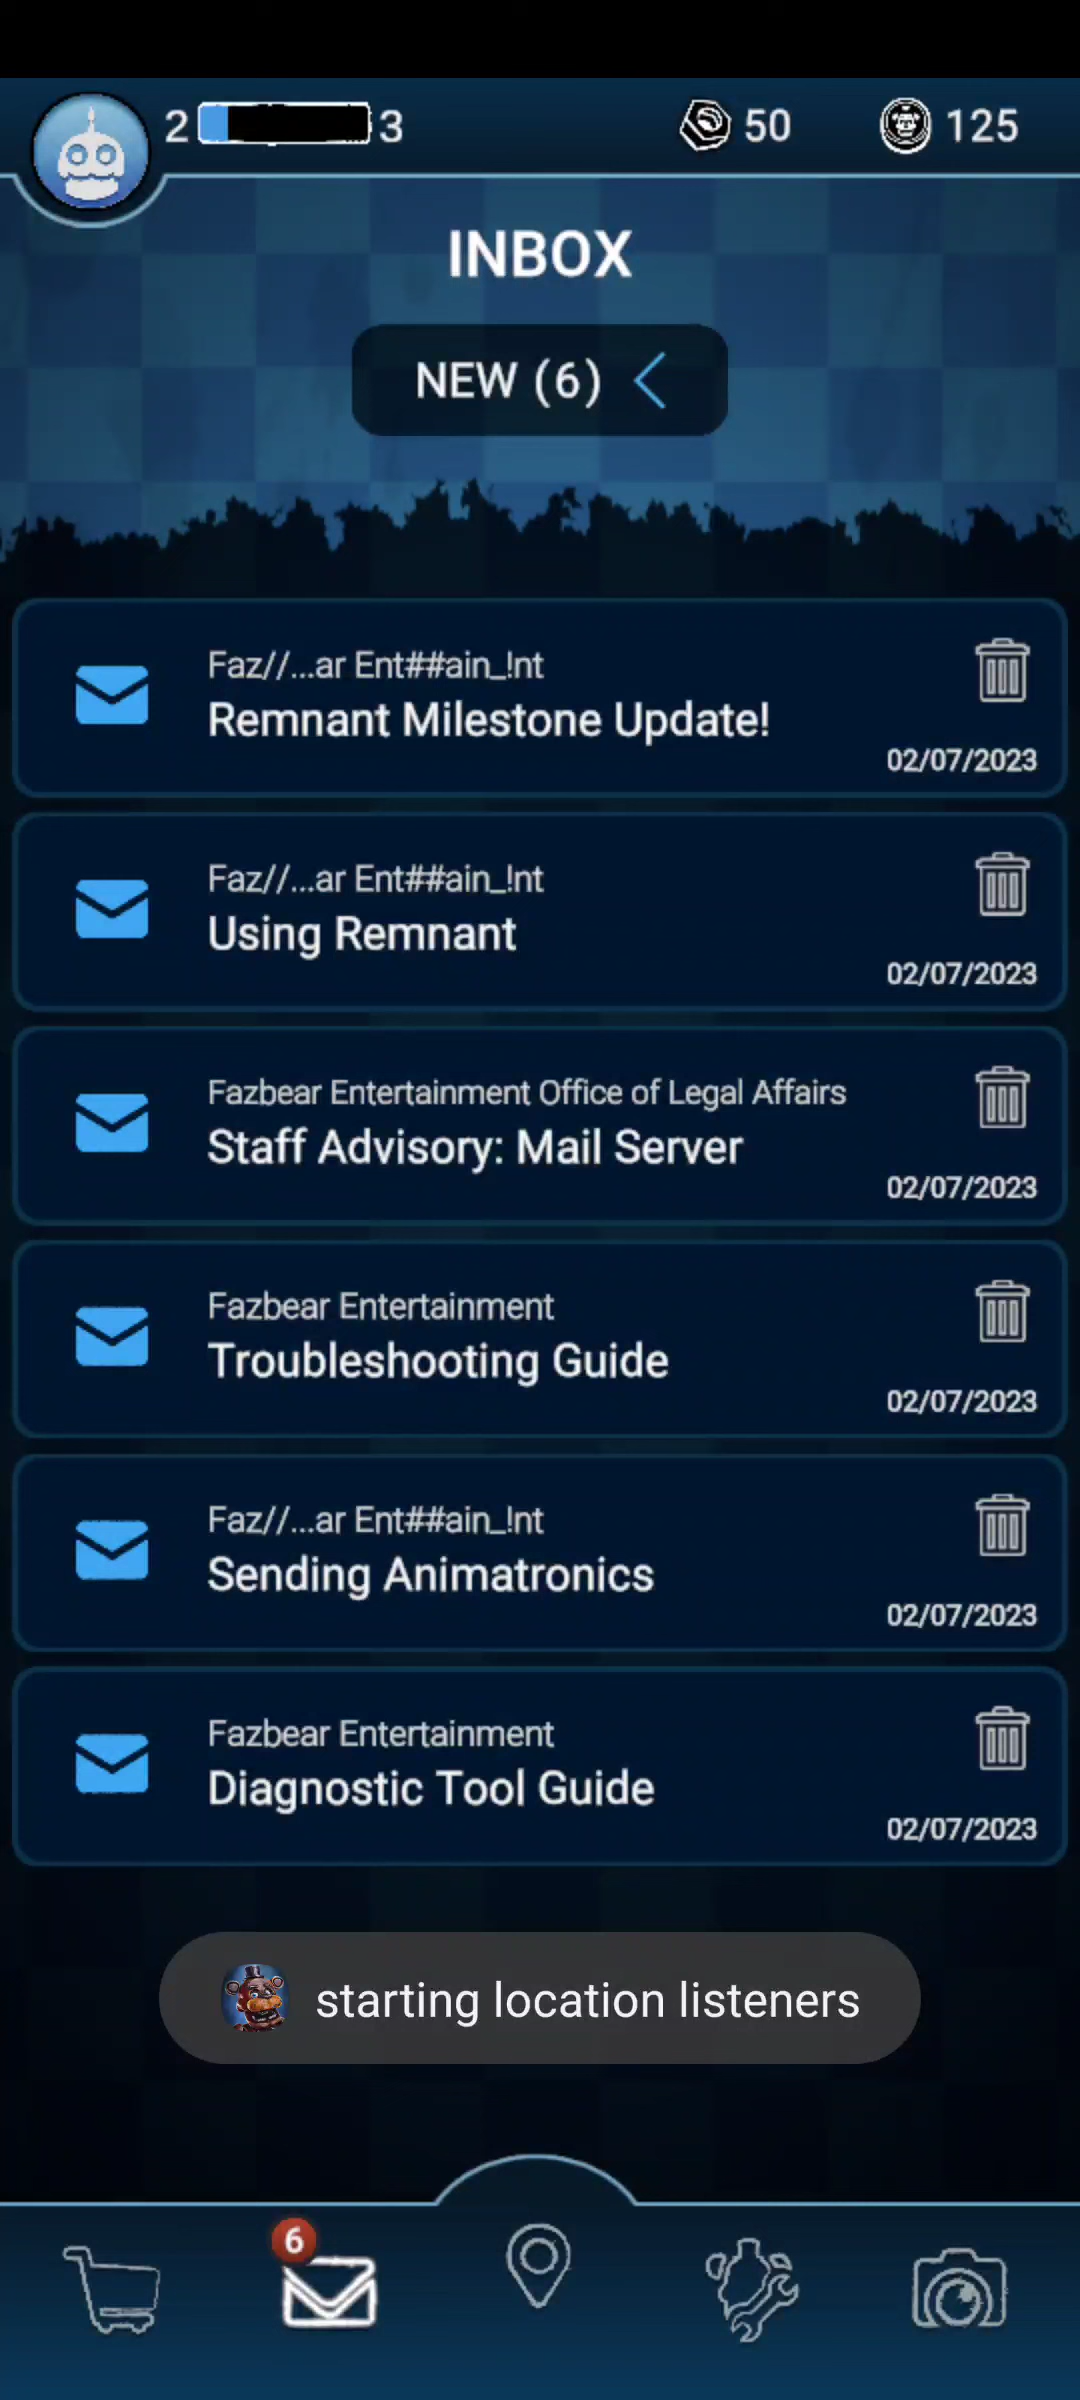 2 3 50 125
INBOX
NEW (6)
Faz//...ar Ent##ain_!nt
Remnant Milestone Update!
02/07/2023
Faz//...ar Ent##ain_!nt
Using Remnant
02/07/2023
Fazbear Entertainment Office of Legal Affairs
Staff Advisory: Mail Server
02/07/2023
Fazbear Entertainment
Troubleshooting Guide
02/07/2023
Faz//...ar Ent##ain_!nt
Sending Animatronics
02/07/2023
Fazbear Entertainment
Diagnostic Tool Guide
02/07/2023
starting location listeners
6